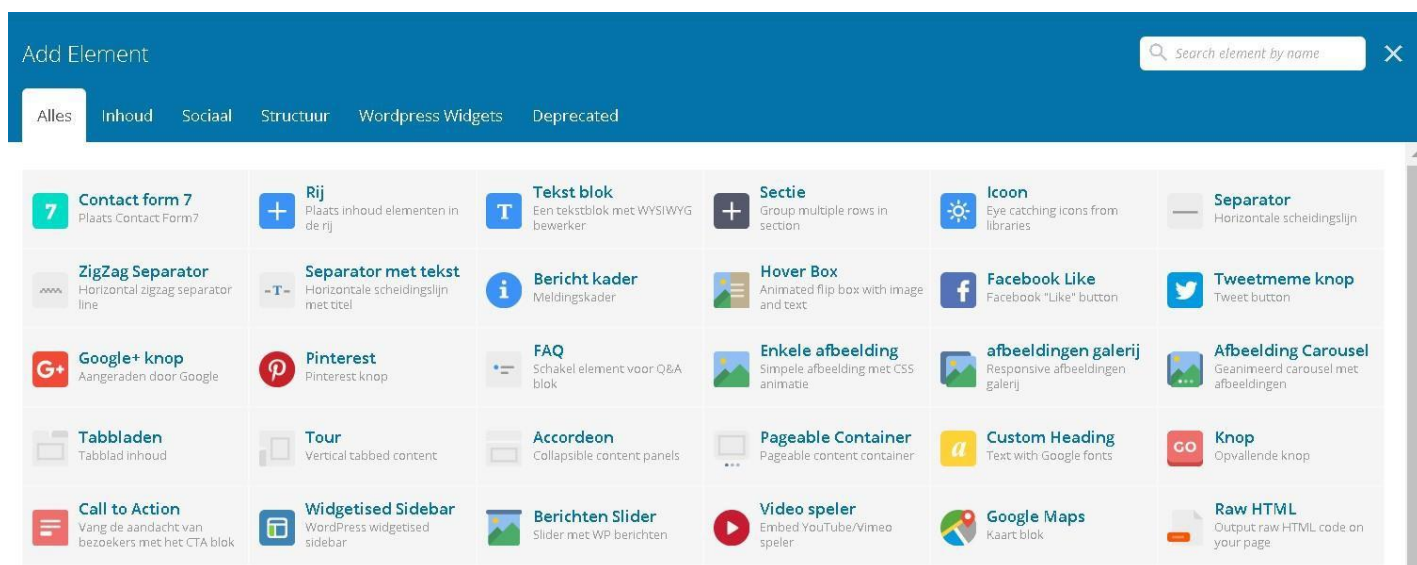 Add Element
Search element by name
Alles Inhoud Sociaal Structuur Wordpress Widgets Deprecated
7
Contact form 7
Plaats Contact Form7
Rij
Plaats inhoud elementen in
de rij
T
Tekst blok
Een tekstblok met WYSIWYG
bewerker
Sectie
Group multiple rows in
section
Icoon
Eye catching icons from
libraries
Separator
Horizontale scheidingslijn
ZigZag Separator
Horizontal zigzag separator
line
-T-
Separator met tekst
Horizontale scheidingslijn
met titel
i
Bericht kader
Meldingskader
Hover Box
Animated flip box with image
and text
f
Facebook Like
Facebook "Like" button
Tweetmeme knop
Tweet button
G+
Google+ knop
Aangeraden door Google
Pinterest
Pinterest knop
FAQ
Schakel element voor Q&A
blok
Enkele afbeelding
Simpele afbeelding met CSS
animatie
afbeeldingen galerij
Responsive afbeeldingen
galerij
Afbeelding Carousel
Geanimeerd carousel met
afbeeldingen
Tabbladen
Tabblad inhoud
Tour
Vertical tabbed content
Accordeon
Collapsible content panels
Pageable Container
Pageable content container
a
Custom Heading
Text with Google fonts
GO
Knop
Opvallende knop
Call to Action
Vang de aandacht van
bezoekers met het CTA blok
Widgetised Sidebar
WordPress widgetised
sidebar
Berichten Slider
Slider met WP berichten
Video speler
Embed YouTube/Vimeo
speler
Google Maps
Kaart blok
Raw HTML
Output raw HTML code on
your page